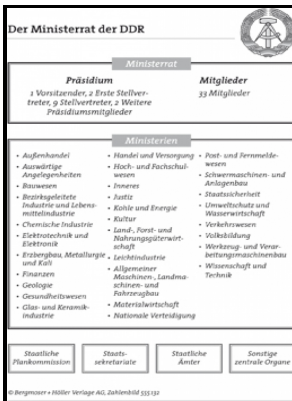 Der Ministerrat der DDR
Ministerrat
Präsidium
1 Vorsitzender, 2 Erste Stellver-
treter, 9 Stellvertreter, 2 Weitere
Präsidiumsmitglieder
Mitglieder
33 Mitglieder
Ministerien
• Außenhandel
• Auswärtige
Angelegenheiten
• Bauwesen
• Bezirksgeleitete
Industrie und Lebens-
mittelindustrie
• Chemische Industrie
• Elektrotechnik und
Elektronik
• Erzbergbau, Metallurgie
und Kali
• Finanzen
• Geologie
• Gesundheitswesen
• Glas- und Keramik-
industrie
• Handel und Versorgung
• Hoch- und Fachschul-
wesen
• Inneres
• Justiz
• Kohle und Energie
• Kultur
• Land-, Forst- und
Nahrungsgüterwirt-
schaft
• Leichtindustrie
• Allgemeiner
Maschinen-, Landma-
schinen- und
Fahrzeugbau
• Materialwirtschaft
• Nationale Verteidigung
• Post- und Fernmelde-
wesen
• Schwermaschinen- und
Anlagenbau
• Staatssicherheit
• Umweltschutz und
Wasserwirtschaft
• Verkehrswesen
• Volksbildung
• Werkzeug- und Verar-
beitungsmaschinenbau
• Wissenschaft und
Technik
Staatliche
Plankommission
Staats-
sekretariate
Staatliche
Ämter
Sonstige
zentrale Organe
© Bergmoser + Höller Verlag AG, Zahlenbild 555132